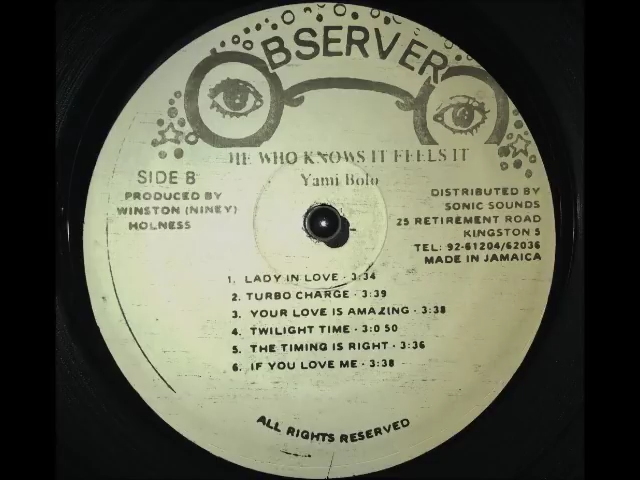 OBSERVER
HE WHO KNOWS IT FEELS IT
Yami Bolo
SIDE B
PRODUCED BY
WINSTON (NINEY)
HOLNESS
DISTRIBUTED BY
SONIC SOUNDS
25 RETIREMENT ROAD
KINGSTON 5
TEL: 92-61204/62036
MADE IN JAMAICA
1. LADY IN LOVE - 3:34
2. TURBO CHARGE - 3:39
3. YOUR LOVE IS AMAZING - 3:38
4. TWILIGHT TIME - 3:0 50
5. THE TIMING IS RIGHT - 3:36
6. IF YOU LOVE ME - 3:38
ALL RIGHTS RESERVED